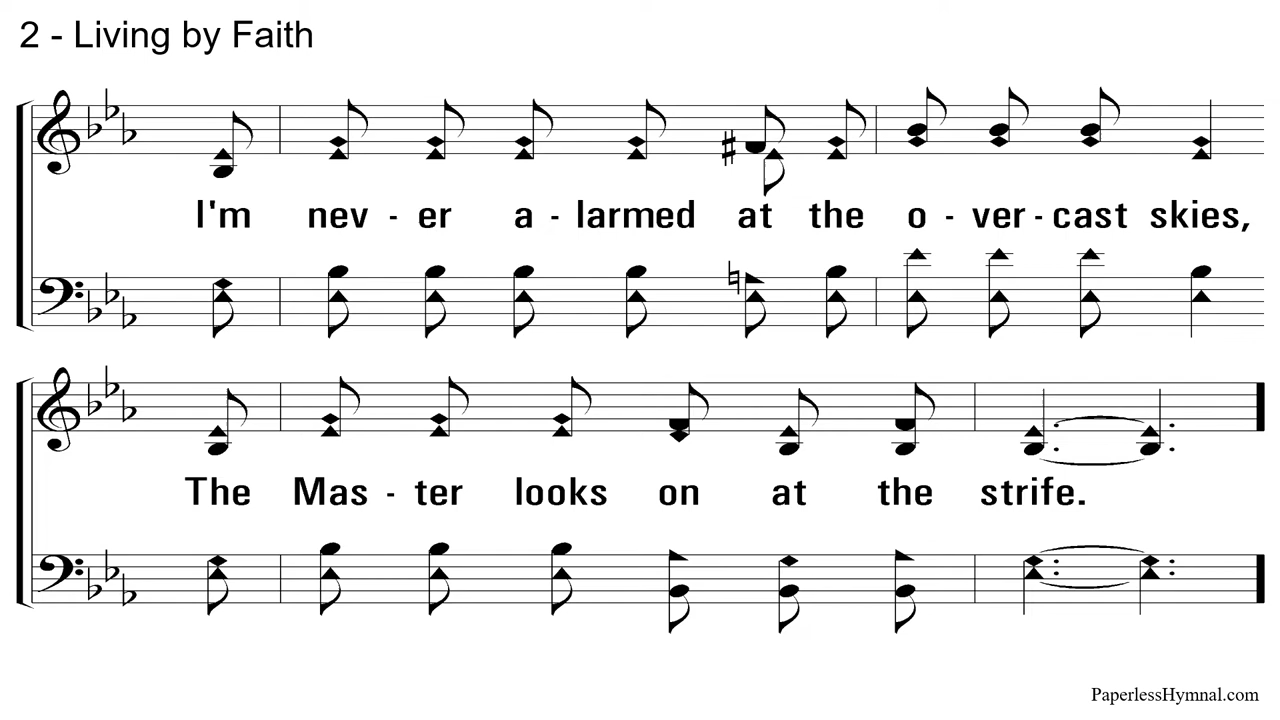 2 - Living by Faith
I'm nev - er a - larmed at the o - ver - cast skies,
The Mas - ter looks on at the strife.
PaperlessHymnal.com